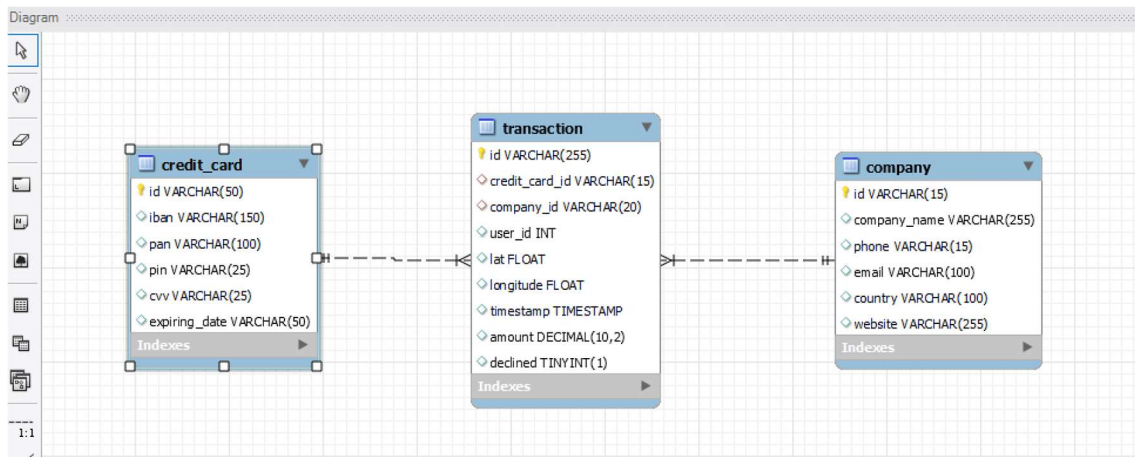 Diagram
credit_card
id VARCHAR(50)
iban VARCHAR(150)
pan VARCHAR(100)
pin VARCHAR(25)
cvv VARCHAR(25)
expiring_date VARCHAR(50)
Indexes
transaction
id VARCHAR(255)
credit_card_id VARCHAR(15)
company_id VARCHAR(20)
user_id INT
lat FLOAT
longitude FLOAT
timestamp TIMESTAMP
amount DECIMAL(10,2)
declined TINYINT(1)
Indexes
company
id VARCHAR(15)
company_name VARCHAR(255)
phone VARCHAR(15)
email VARCHAR(100)
country VARCHAR(100)
website VARCHAR(255)
Indexes
1:1